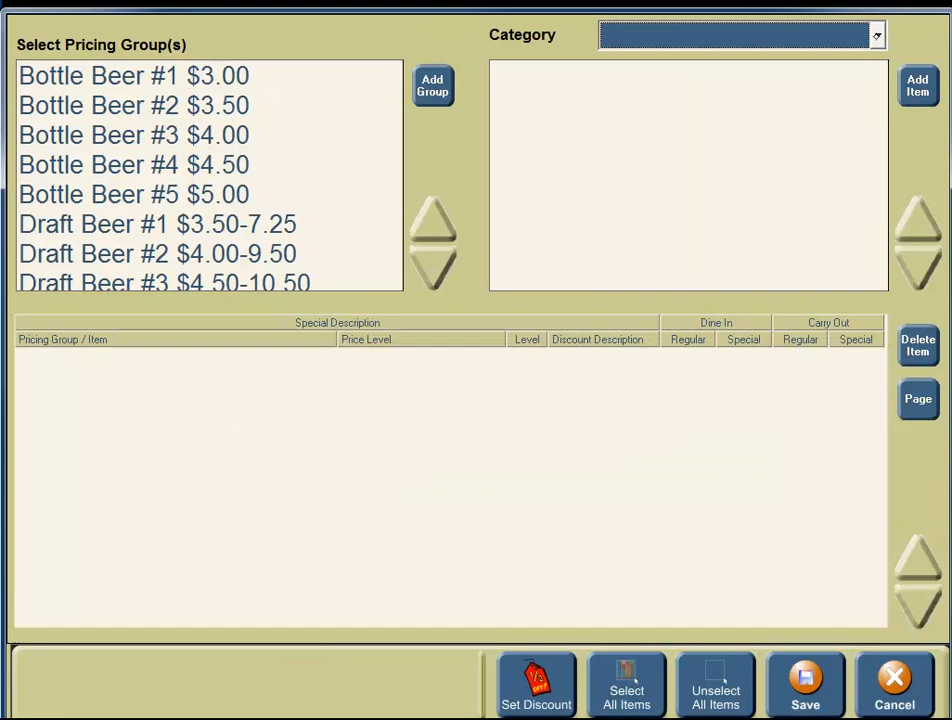 Select Pricing Group(s)
Category
Bottle Beer #1 $3.00
Bottle Beer #2 $3.50
Bottle Beer #3 $4.00
Bottle Beer #4 $4.50
Bottle Beer #5 $5.00
Draft Beer #1 $3.50-7.25
Draft Beer #2 $4.00-9.50
Draft Beer #3 $4.50-10.50
Add
Group
Add
Item
Special Description
Dine In
Carry Out
Pricing Group / Item
Price Level
Level
Discount Description
Regular
Special
Regular
Special
Delete
Item
Page
Set Discount
Select
All Items
Unselect
All Items
Save
Cancel